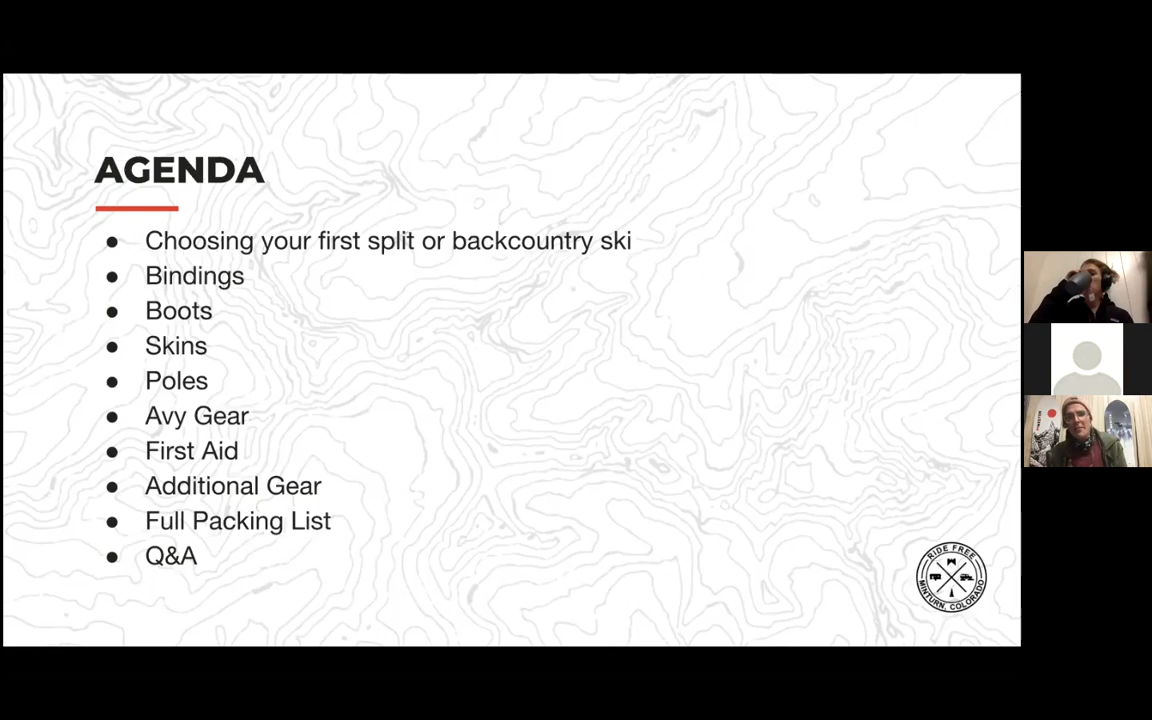 AGENDA
● Choosing your first split or backcountry ski
● Bindings
● Boots
● Skins
● Poles
● Avy Gear
● First Aid
● Additional Gear
● Full Packing List
● Q&A
RIDE FREE
MINTURN, COLORADO